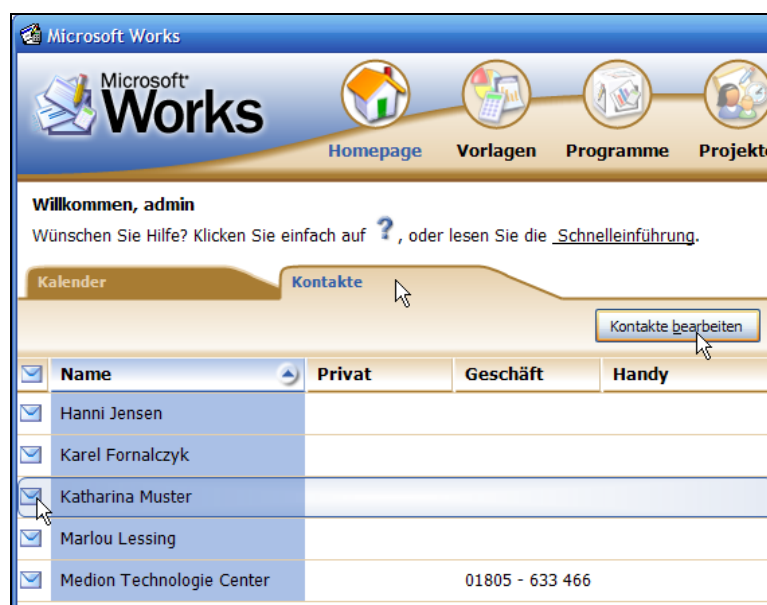 Microsoft Works
Microsoft®
Works
Homepage Vorlagen Programme Projekte
Willkommen, admin
Wünschen Sie Hilfe? Klicken Sie einfach auf ?, oder lesen Sie die Schnelleinführung.
Kalender Kontakte
Kontakte bearbeiten
Name Privat Geschäft Handy
Hanni Jensen
Karel Fornalczyk
Katharina Muster
Marlou Lessing
Medion Technologie Center 01805 - 633 466